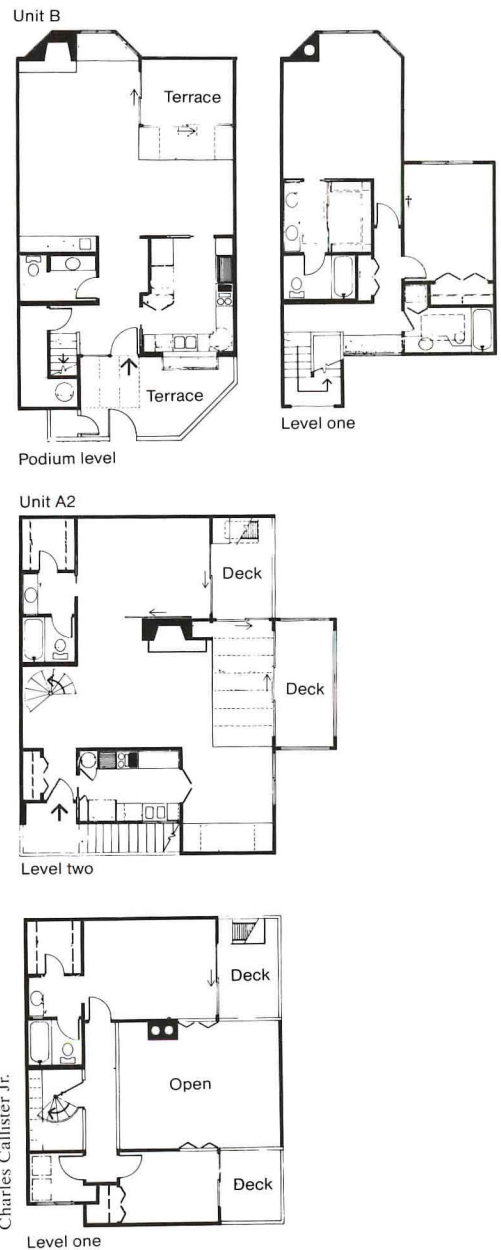 Unit B
Terrace
Terrace
Podium level
†
Level one
Unit A2
Deck
Deck
Level two
Deck
Open
Deck
Level one
Charles Callister Jr.